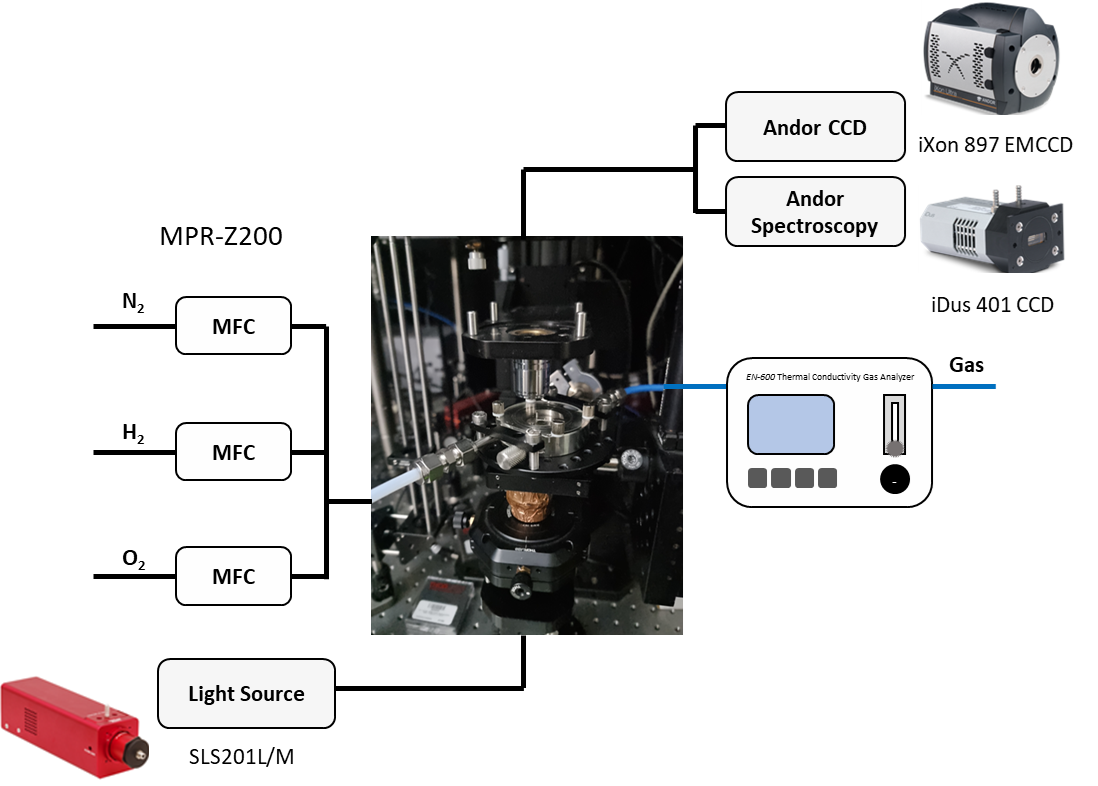 Andor CCD
iXon 897 EMCCD
Andor
Spectroscopy
iDus 401 CCD
MPR-Z200
N2
MFC
H2
MFC
O2
MFC
EN-600 Thermal Conductivity Gas Analyzer
Gas
-
Light Source
SLS201L/M